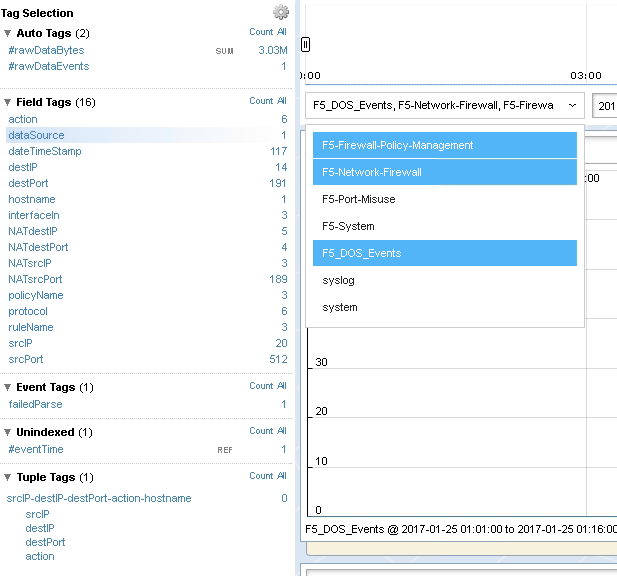 Tag Selection
Auto Tags (2) Count All
#rawDataBytes SUM 3.03M
#rawDataEvents 1
Field Tags (16) Count All
action 6
dataSource 1
dateTimeStamp 117
destIP 14
destPort 191
hostname 1
interfaceIn 3
NATdestIP 5
NATdestPort 4
NATsrcIP 3
NATsrcPort 189
policyName 3
protocol 6
ruleName 3
srcIP 20
srcPort 512
Event Tags (1) Count All
failedParse 1
Unindexed (1) Count All
#eventTime REF 1
Tuple Tags (1) Count All
srcIP-destIP-destPort-action-hostname 0
srcIP
destIP
destPort
action
):00 03:00
F5_DOS_Events, F5-Network-Firewall, F5-Firewa 201
F5-Firewall-Policy-Management
F5-Network-Firewall
:00
F5-Port-Misuse
F5-System
F5_DOS_Events
syslog
system
30
20
10
0
F5_DOS_Events @ 2017-01-25 01:01:00 to 2017-01-25 01:16:00